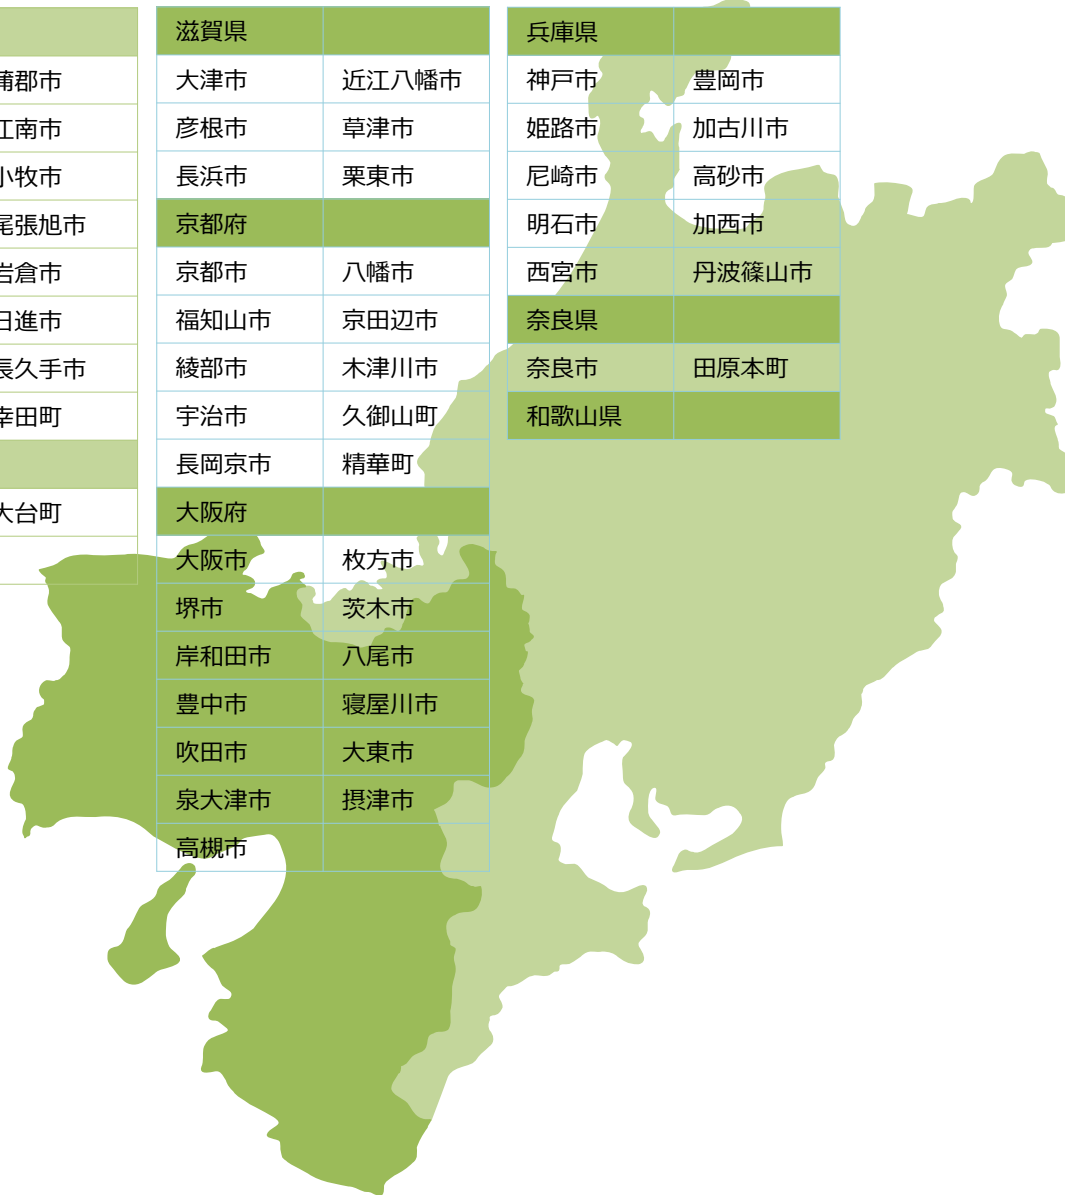 蒲郡市
江南市
小牧市
尾張旭市
岩倉市
日進市
長久手市
幸田町
大台町
滋賀県
大津市 近江八幡市
彦根市 草津市
長浜市 栗東市
京都府
京都市 八幡市
福知山市 京田辺市
綾部市 木津川市
宇治市 久御山町
長岡京市 精華町
大阪府
大阪市 枚方市
堺市 茨木市
岸和田市 八尾市
豊中市 寝屋川市
吹田市 大東市
泉大津市 摂津市
高槻市
兵庫県
神戸市 豊岡市
姫路市 加古川市
尼崎市 高砂市
明石市 加西市
西宮市 丹波篠山市
奈良県
奈良市 田原本町
和歌山県